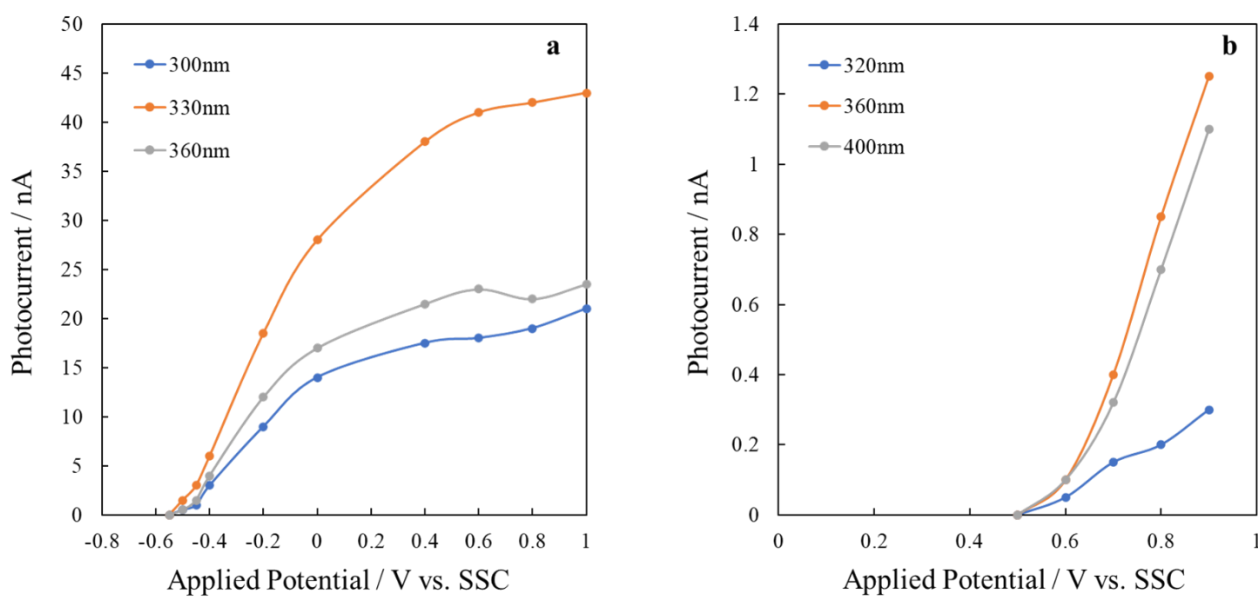 a
300nm
330nm
360nm
50
45
40
35
30
25
20
15
10
5
0
-0.8 -0.6 -0.4 -0.2 0 0.2 0.4 0.6 0.8 1
Photocurrent / nA
Applied Potential / V vs. SSC
b
320nm
360nm
400nm
1.4
1.2
1
0.8
0.6
0.4
0.2
0
0 0.2 0.4 0.6 0.8 1
Photocurrent / nA
Applied Potential / V vs. SSC